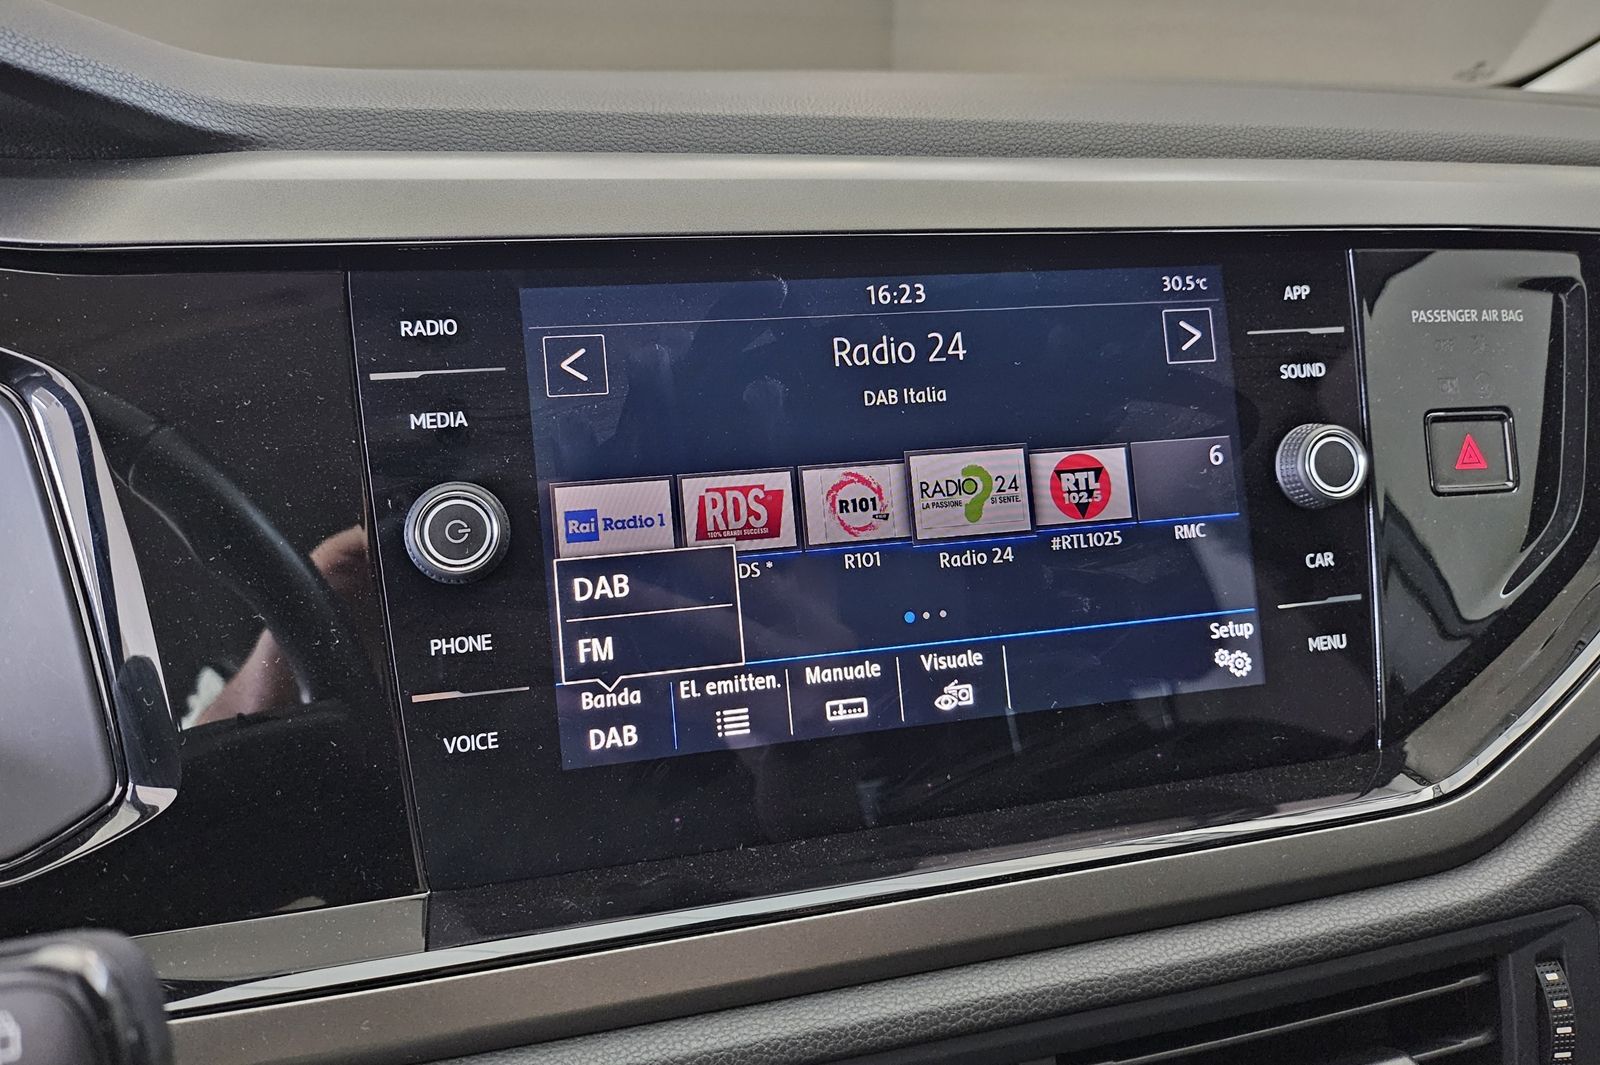 RADIO
MEDIA
PHONE
VOICE
16:23
30.5°C
<
Radio 24
>
DAB Italia
Rai Radio 1
RDS
100% GRANDI SUCCESSI
R101
RADIO 24
LA PASSIONE SI SENTE.
RTL
102.5
6
DS *
R101
Radio 24
#RTL1025
RMC
DAB
FM
Banda
DAB
El. emitten.
Manuale
Visuale
Setup
APP
SOUND
CAR
MENU
PASSENGER AIR BAG